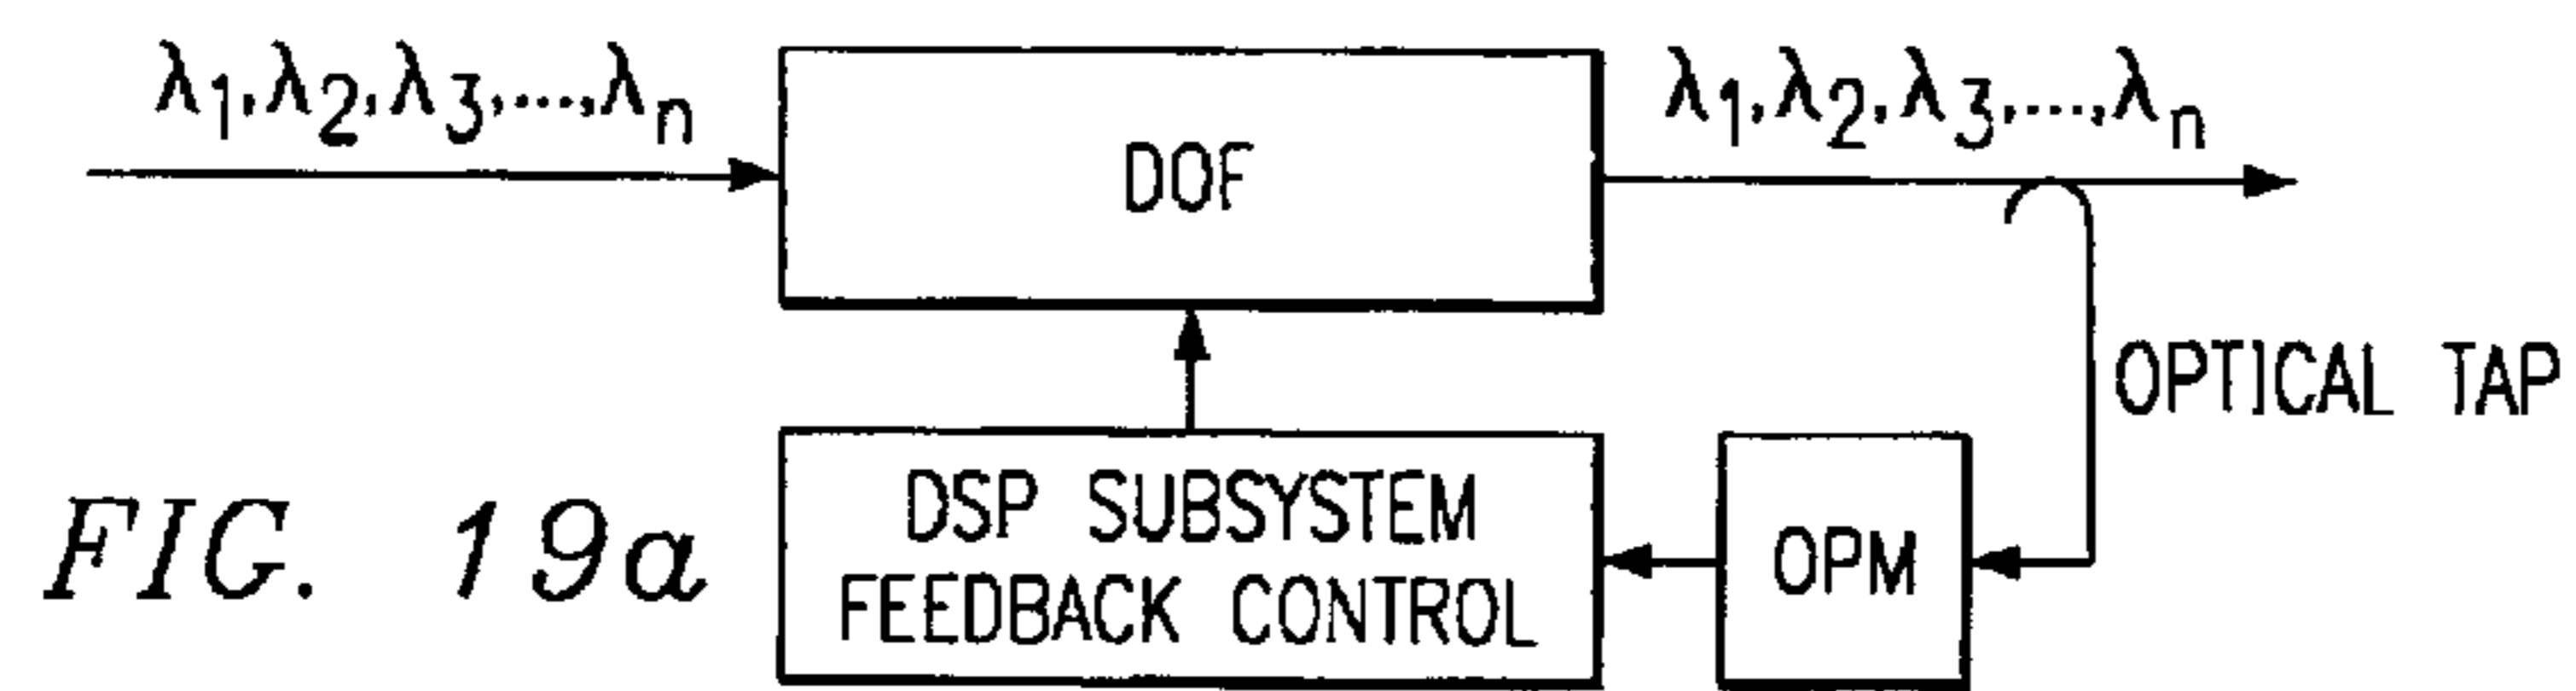 λ1,λ2,λ3,...,λn
λ1,λ2,λ3,...,λn
DOF
OPTICAL TAP
DSP SUBSYSTEM
FEEDBACK CONTROL
OPM
FIG. 19a